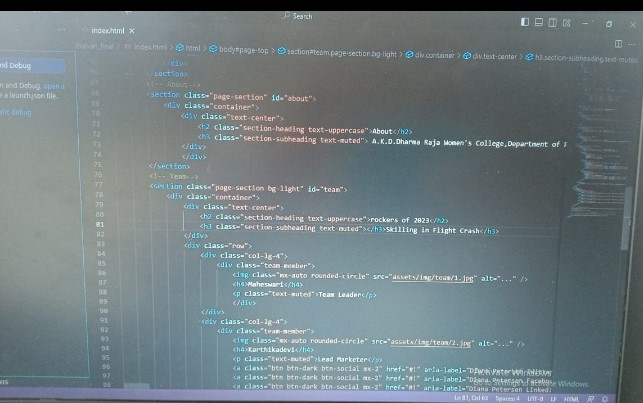 Search
index.html ×
index.html > html > body#page-top > section#team.page-section.bg-light > div.container > div.text-center > h3.section-subheading.text-muted
nd Debug
n and Debug, open a
e a launch.json file.
div>
section>
<!-- About -->
<section class="page-section" id="about">
<div class="container">
<div class="text-center">
<h2 class="section-heading text-uppercase">About</h2>
<h3 class="section-subheading text-muted"> A.K.D.Dharma Raja Women's College,Department of
</div>
</div>
</section>
<!-- Team -->
<section class="page-section bg-light" id="team">
<div class="container">
<div class="text-center">
<h2 class="section-heading text-uppercase">rockers of 2023</h2>
<h3 class="section-subheading text-muted"></h3>Skilling in Flight Crash</h3>
</div>
<div class="row">
<div class="col-lg-4">
<div class="team-member">
<img class="mx-auto rounded-circle" src="assets/img/team/1.jpg" alt="..." />
<h4>Maheswari</h4>
<p class="text-muted">Team Leader</p>
</div>
</div>
<div class="col-lg-4">
<div class="team-member">
<img class="mx-auto rounded-circle" src="assets/img/team/2.jpg" alt="..." />
<h4>Karthikadevi</h4>
<p class="text-muted">Lead Marketer</p>
<a class="btn btn-dark btn-social mx-2" href="#!" aria-label="Diana Petersen
<a class="btn btn-dark btn-social mx-2" href="#!" aria-label="Diana Petersen
<a class="btn btn-dark btn-social mx-2" href="#!" aria-label="Diana Petersen Linked
Activate Windows
Ln 81, Col 62 Spaces: 4 UTF-8 LF HTML